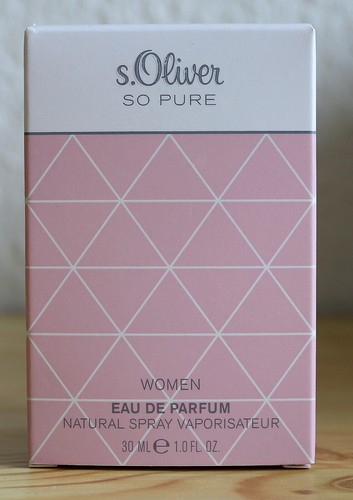 s.Oliver
SO PURE
WOMEN
EAU DE PARFUM
NATURAL SPRAY VAPORISATEUR
30 ML ℮ 1.0 FL. OZ.